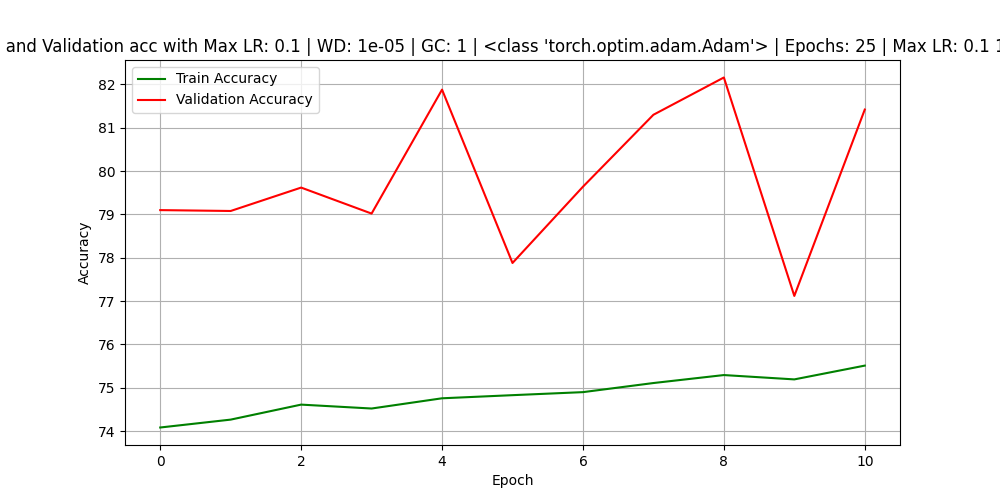 and Validation acc with Max LR: 0.1 | WD: 1e-05 | GC: 1 | <class 'torch.optim.adam.Adam'> | Epochs: 25 | Max LR: 0.1
Train Accuracy
Validation Accuracy
82
81
80
79
78
77
76
75
74
Accuracy
0 2 4 6 8 10
Epoch